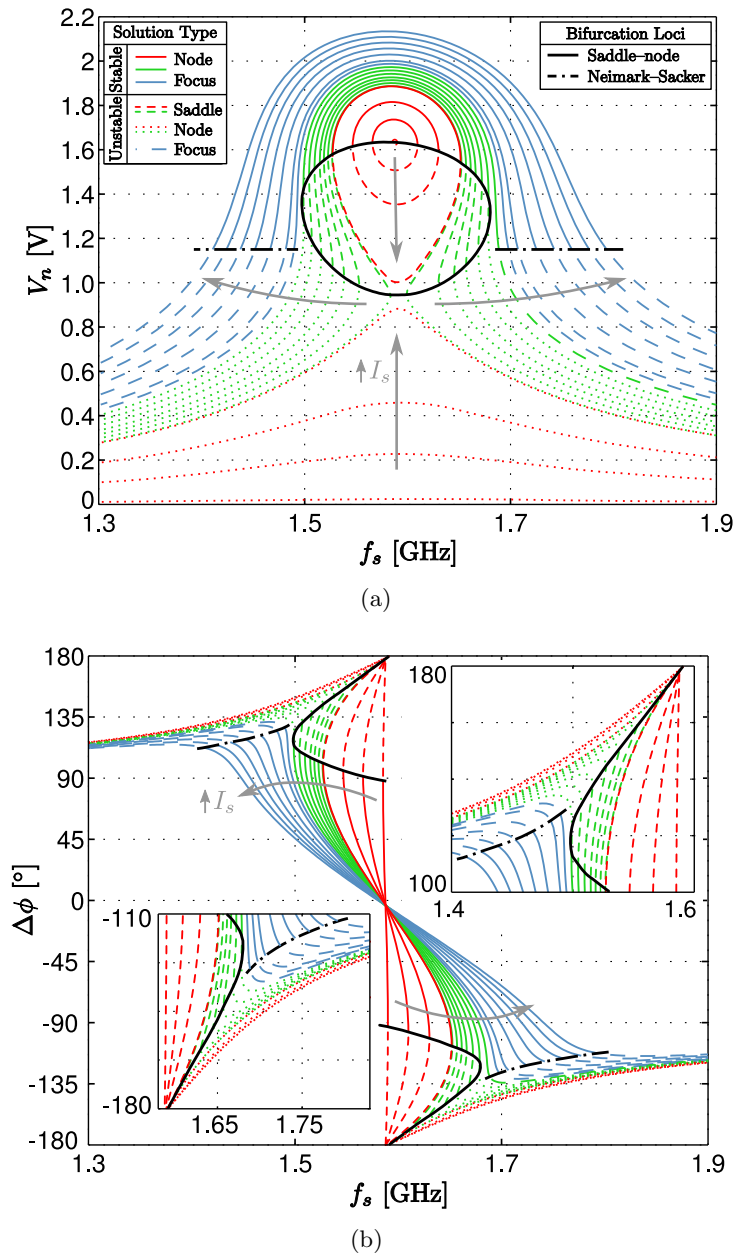 2.2
2.0
1.8
1.6
1.4
1.2
1.0
0.8
0.6
0.4
0.2
0
V_n [V]
Solution Type
Stable
Node
Focus
Unstable
Saddle
Node
Focus
Bifurcation Loci
Saddle–node
Neimark–Sacker
I_s
1.3 1.5 1.7 1.9
f_s [GHz]
(a)
180
135
90
45
0
-45
-90
-135
-180
Δϕ [°]
I_s
180
100
1.4 1.6
-110
-180
1.65 1.75
1.3 1.5 1.7 1.9
f_s [GHz]
(b)